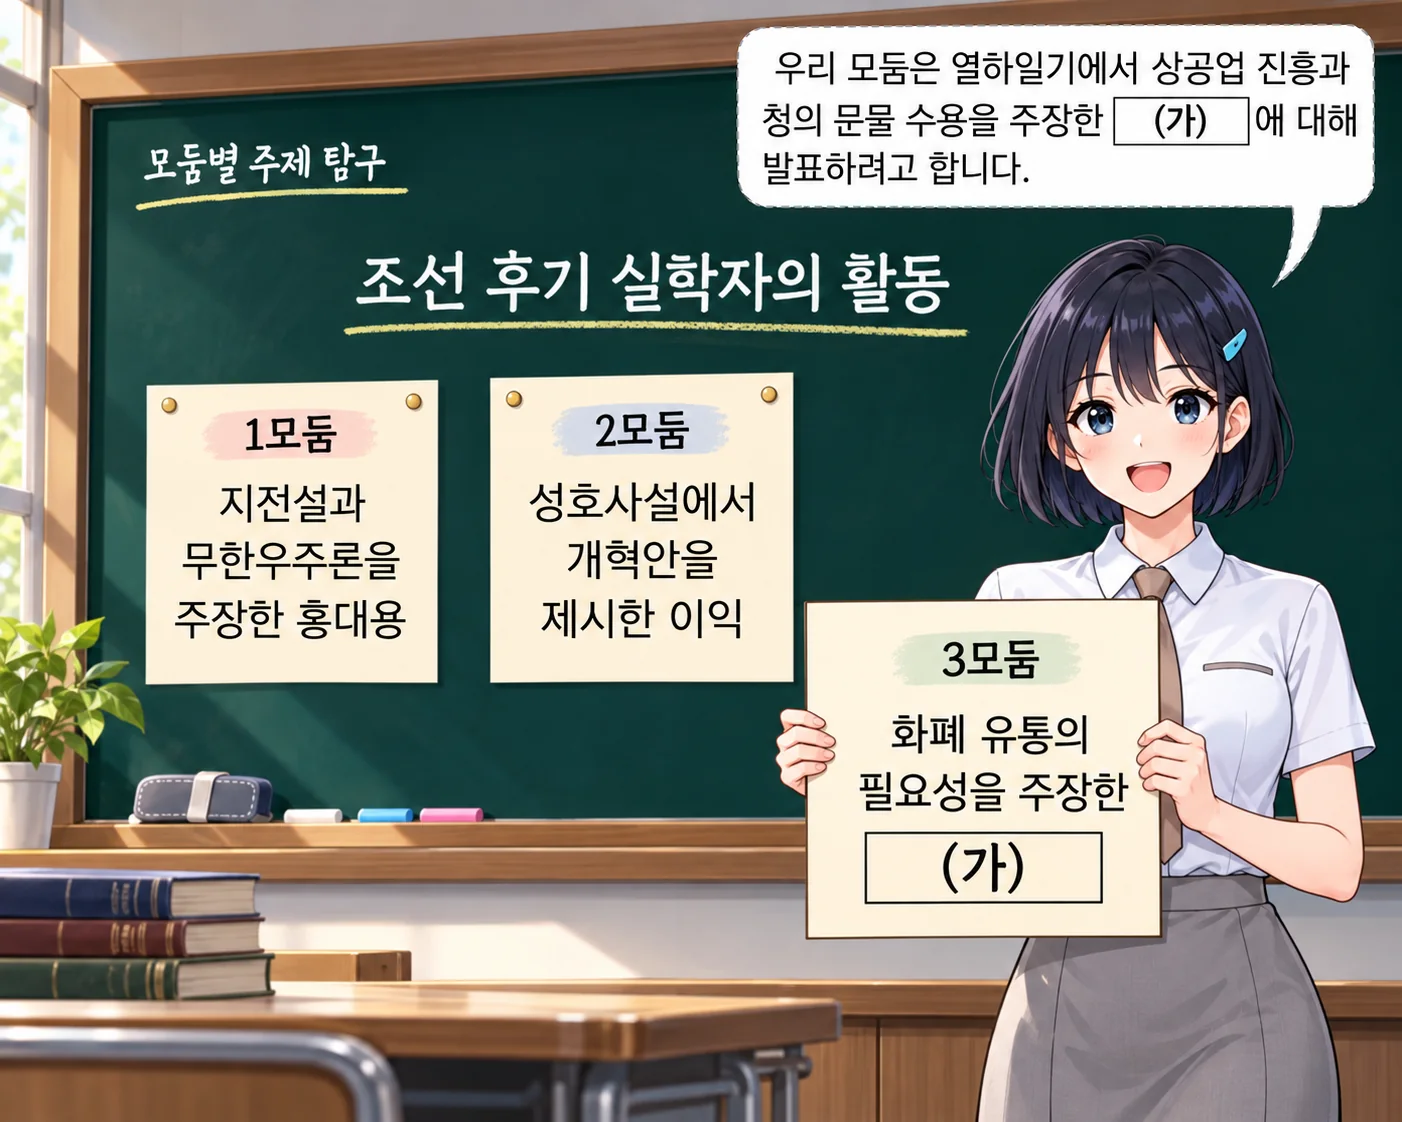 우리 모둠은 열하일기에서 상공업 진흥과
청의 문물 수용을 주장한 (가) 에 대해
발표하려고 합니다.
모둠별 주제 탐구
조선 후기 실학자의 활동
1모둠
지전설과
무한우주론을
주장한 홍대용
2모둠
성호사설에서
개혁안을
제시한 이익
3모둠
화폐 유통의
필요성을 주장한
(가)